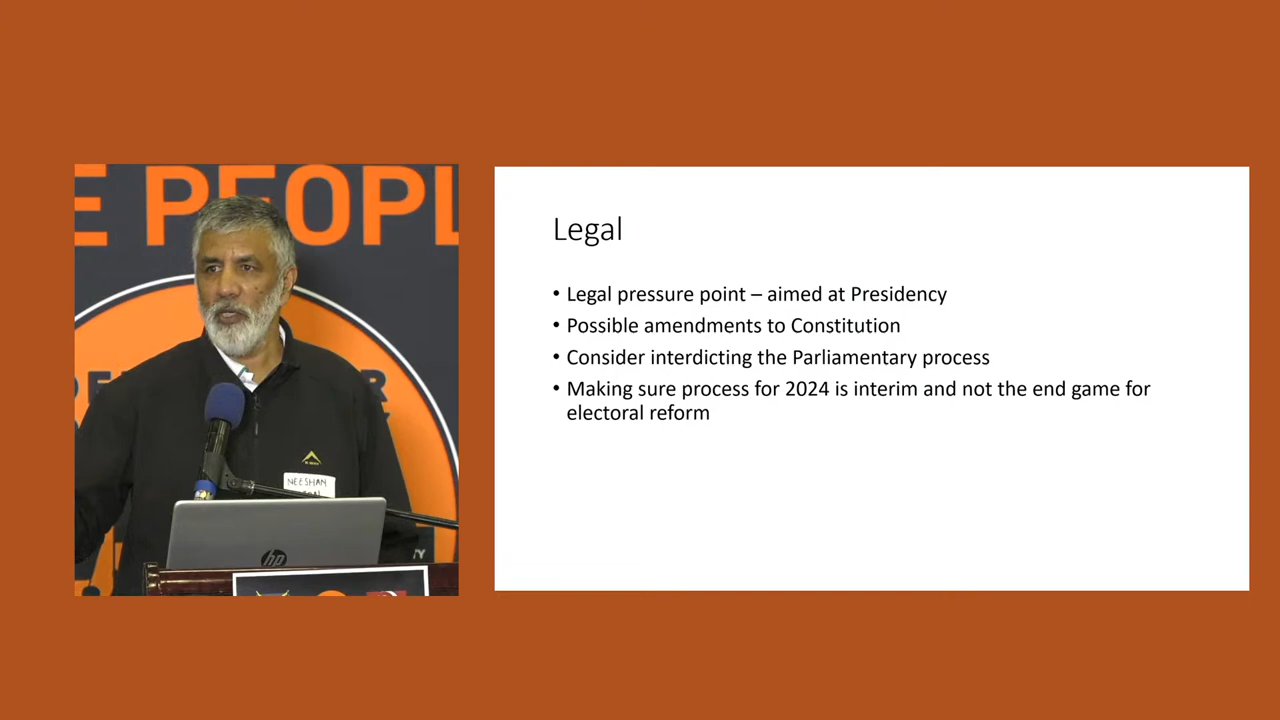 E PEOPL
NEESHAN
hp
Legal
• Legal pressure point – aimed at Presidency
• Possible amendments to Constitution
• Consider interdicting the Parliamentary process
• Making sure process for 2024 is interim and not the end game for
electoral reform